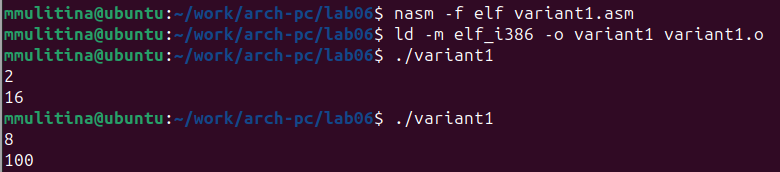 mmulitina@ubuntu:~/work/arch-pc/lab06$ nasm -f elf variant1.asm
mmulitina@ubuntu:~/work/arch-pc/lab06$ ld -m elf_i386 -o variant1 variant1.o
mmulitina@ubuntu:~/work/arch-pc/lab06$ ./variant1
2
16
mmulitina@ubuntu:~/work/arch-pc/lab06$ ./variant1
8
100